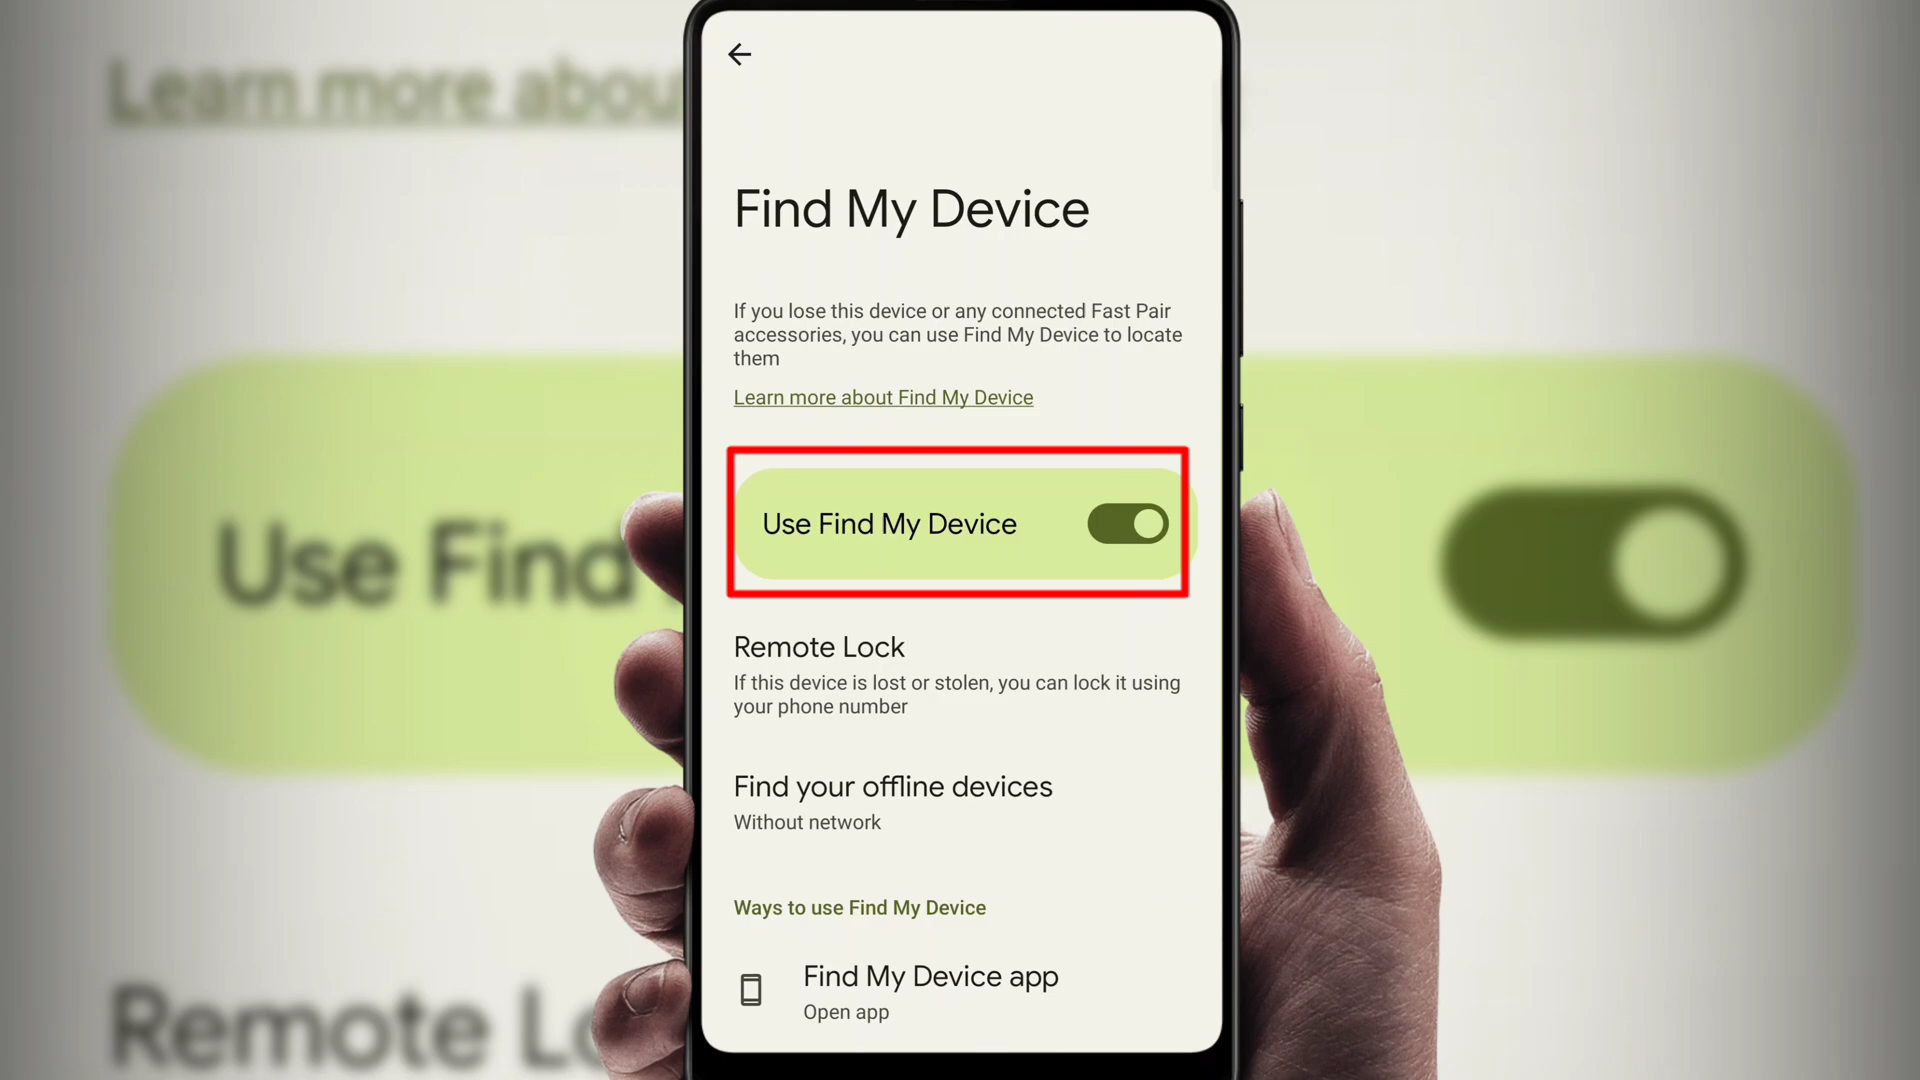 Learn more abou
Find My Device
If you lose this device or any connected Fast Pair
accessories, you can use Find My Device to locate
them
Learn more about Find My Device
Use Find My Device
Use Find
Remote Lock
If this device is lost or stolen, you can lock it using
your phone number
Find your offline devices
Without network
Ways to use Find My Device
Find My Device app
Open app
Remote Lo